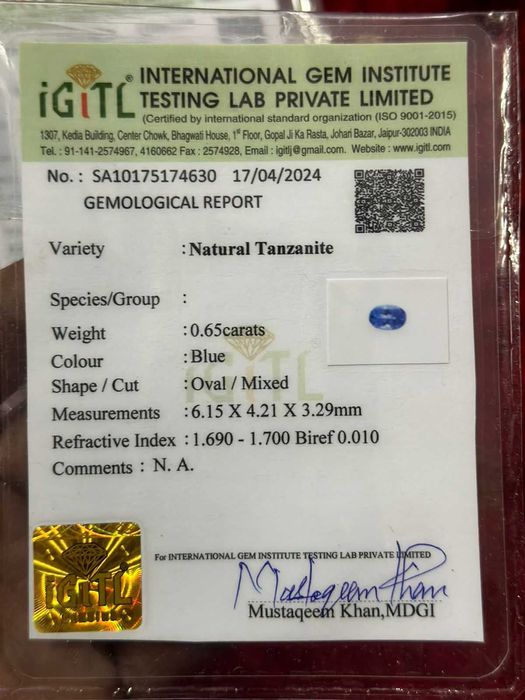 iGiTL®
INTERNATIONAL GEM INSTITUTE
TESTING LAB PRIVATE LIMITED
(Certified by international standard organization (ISO 9001-2015)
1307, Kedia Building, Center Chowk, Bhagwati House, 1st Floor, Gopal Ji Ka Rasta, Johari Bazar, Jaipur-302003 INDIA
Tel. : 91-141-2574967, 4160662 Fax : 2574928, Email : igitlj@gmail.com. Website : www.igitl.com
No. : SA10175174630 17/04/2024
GEMOLOGICAL REPORT
Variety : Natural Tanzanite
Species/Group :
Weight : 0.65carats
Colour : Blue
Shape / Cut : Oval / Mixed
Measurements : 6.15 X 4.21 X 3.29mm
Refractive Index : 1.690 - 1.700 Biref 0.010
Comments : N. A.
iGiTL
For INTERNATIONAL GEM INSTITUTE TESTING LAB PRIVATE LIMITED
Mustaqeem Khan
Mustaqeem Khan,MDGI
iGiTL